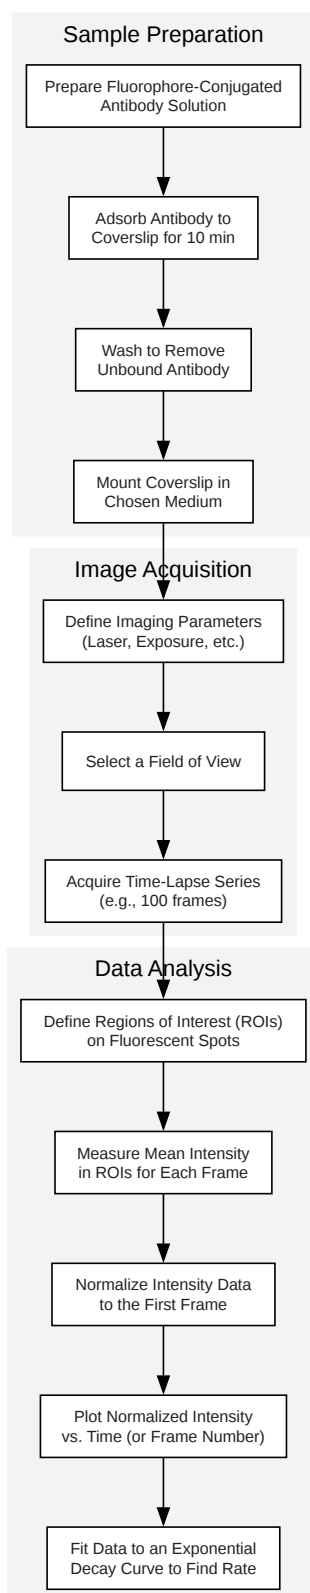 Sample Preparation
Prepare Fluorophore-Conjugated
Antibody Solution
Adsorb Antibody to
Coverslip for 10 min
Wash to Remove
Unbound Antibody
Mount Coverslip in
Chosen Medium
Image Acquisition
Define Imaging Parameters
(Laser, Exposure, etc.)
Select a Field of View
Acquire Time-Lapse Series
(e.g., 100 frames)
Data Analysis
Define Regions of Interest (ROIs)
on Fluorescent Spots
Measure Mean Intensity
in ROIs for Each Frame
Normalize Intensity Data
to the First Frame
Plot Normalized Intensity
vs. Time (or Frame Number)
Fit Data to an Exponential
Decay Curve to Find Rate